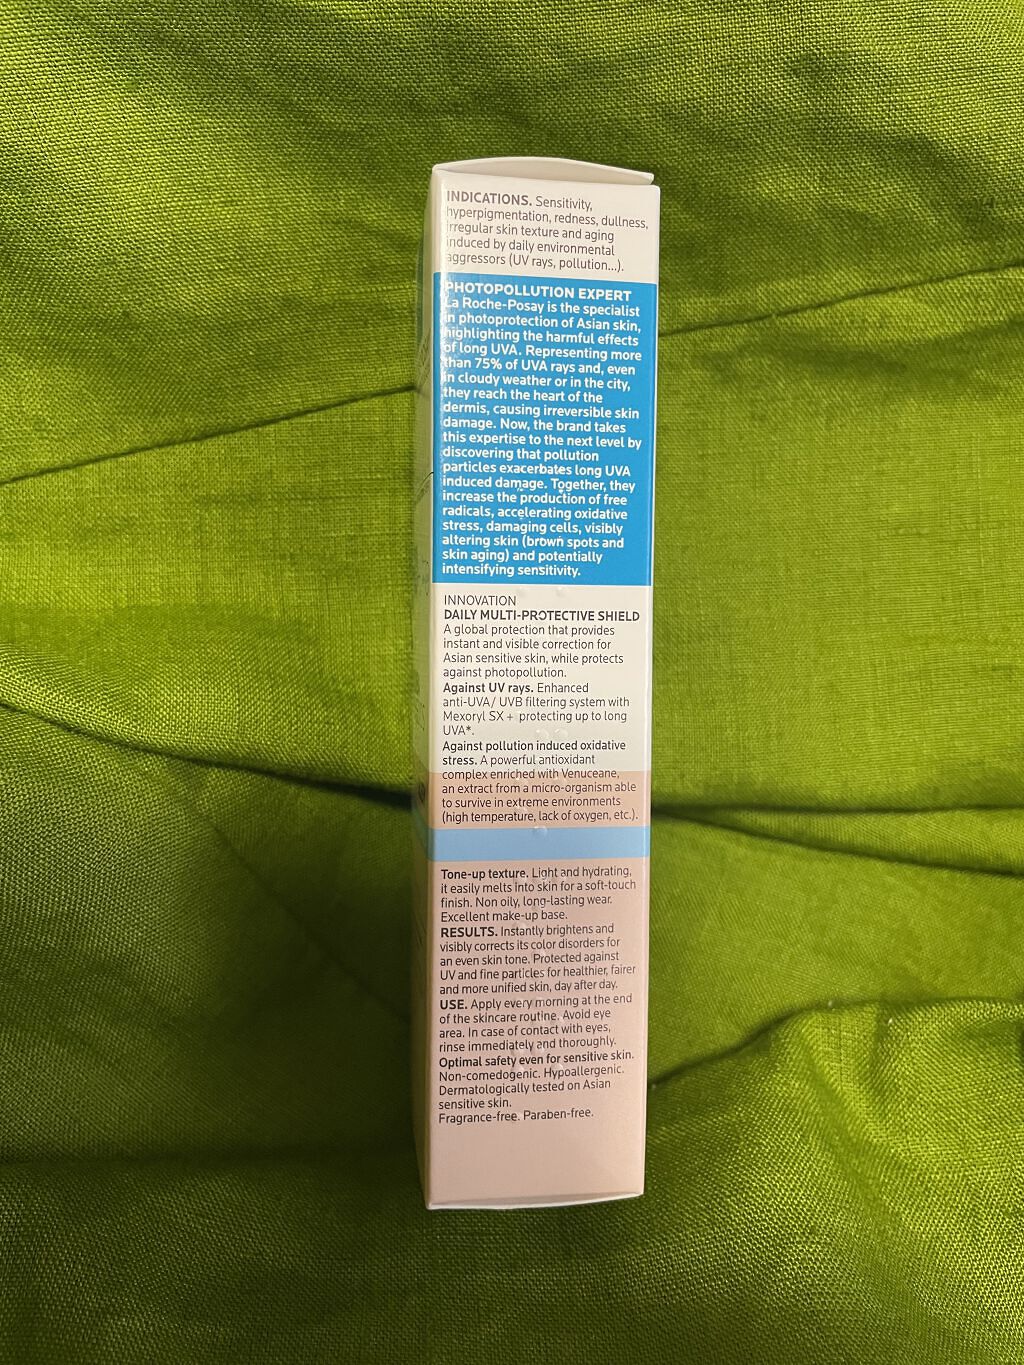 INDICATIONS. Sensitivity,
hyperpigmentation, redness, dullness,
irregular skin texture and aging
induced by daily environmental
aggressors (UV rays, pollution...).
PHOTOPOLLUTION EXPERT
La Roche-Posay is the specialist
in photoprotection of Asian skin,
highlighting the harmful effects
of long UVA. Representing more
than 75% of UVA rays and, even
in cloudy weather or in the city,
they reach the heart of the
dermis, causing irreversible skin
damage. Now, the brand takes
this expertise to the next level by
discovering that pollution
particles exacerbates long UVA
induced damage. Together, they
increase the production of free
radicals, accelerating oxidative
stress, damaging cells, visibly
altering skin (brown spots and
skin aging) and potentially
intensifying sensitivity.
INNOVATION
DAILY MULTI-PROTECTIVE SHIELD
A global protection that provides
instant and visible correction for
Asian sensitive skin, while protects
against photopollution.
Against UV rays. Enhanced
anti-UVA/ UVB filtering system with
Mexoryl SX + protecting up to long
UVA*.
Against pollution induced oxidative
stress. A powerful antioxidant
complex enriched with Venuceane,
an extract from a micro-organism able
to survive in extreme environments
(high temperature, lack of oxygen, etc.).
Tone-up texture. Light and hydrating,
it easily melts into skin for a soft-touch
finish. Non oily, long-lasting wear.
Excellent make-up base.
RESULTS. Instantly brightens and
visibly corrects its color disorders for
an even skin tone. Protected against
UV and fine particles for healthier, fairer
and more unified skin, day after day.
USE. Apply every morning at the end
of the skincare routine. Avoid eye
area. In case of contact with eyes,
rinse immediately and thoroughly.
Optimal safety even for sensitive skin.
Non-comedogenic. Hypoallergenic.
Dermatologically tested on Asian
sensitive skin.
Fragrance-free. Paraben-free.